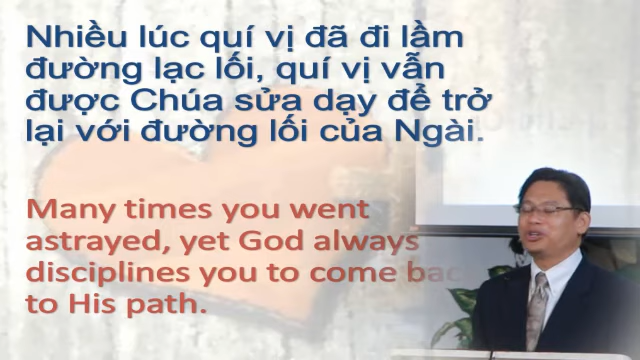 Nhiều lúc quí vị đã đi lầm
đường lạc lối, quí vị vẫn
được Chúa sửa dạy để trở
lại với đường lối của Ngài.
Many times you went
astrayed, yet God always
disciplines you to come back
to His path.